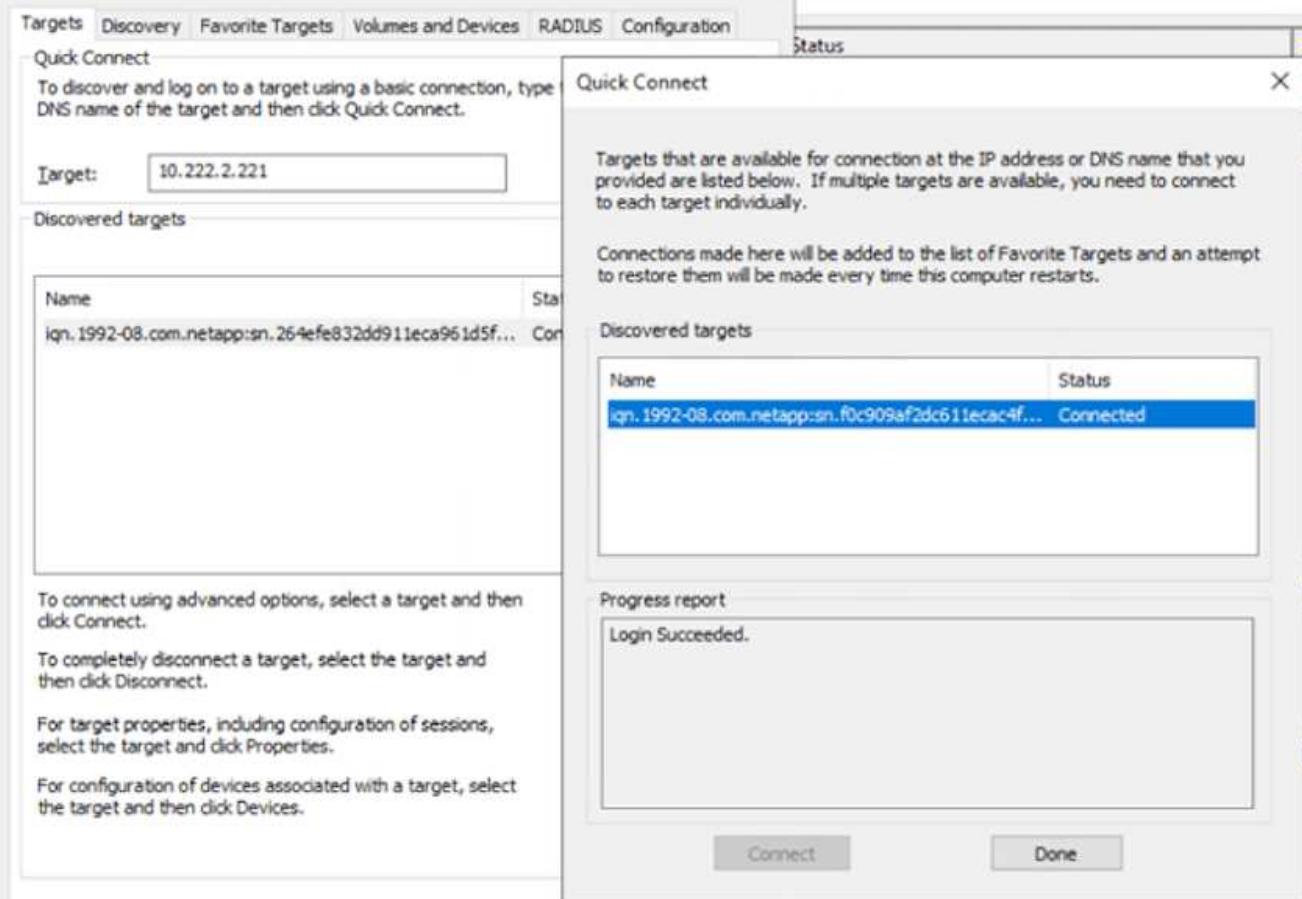 Targets Discovery Favorite Targets Volumes and Devices RADIUS Configuration
Quick Connect
To discover and log on to a target using a basic connection, type
DNS name of the target and then click Quick Connect.
Target: 10.222.2.221
Discovered targets
Name
iqn.1992-08.com.netapp:sn.264efe832dd911eca961d5f...
To connect using advanced options, select a target and then
click Connect.
To completely disconnect a target, select the target and
then click Disconnect.
For target properties, including configuration of sessions,
select the target and click Properties.
For configuration of devices associated with a target, select
the target and then click Devices.
Status
Quick Connect
Targets that are available for connection at the IP address or DNS name that you
provided are listed below. If multiple targets are available, you need to connect
to each target individually.
Connections made here will be added to the list of Favorite Targets and an attempt
to restore them will be made every time this computer restarts.
Discovered targets
Name Status
iqn.1992-08.com.netapp:sn.f0c909af2dc611ecac4f... Connected
Progress report
Login Succeeded.
Connect Done